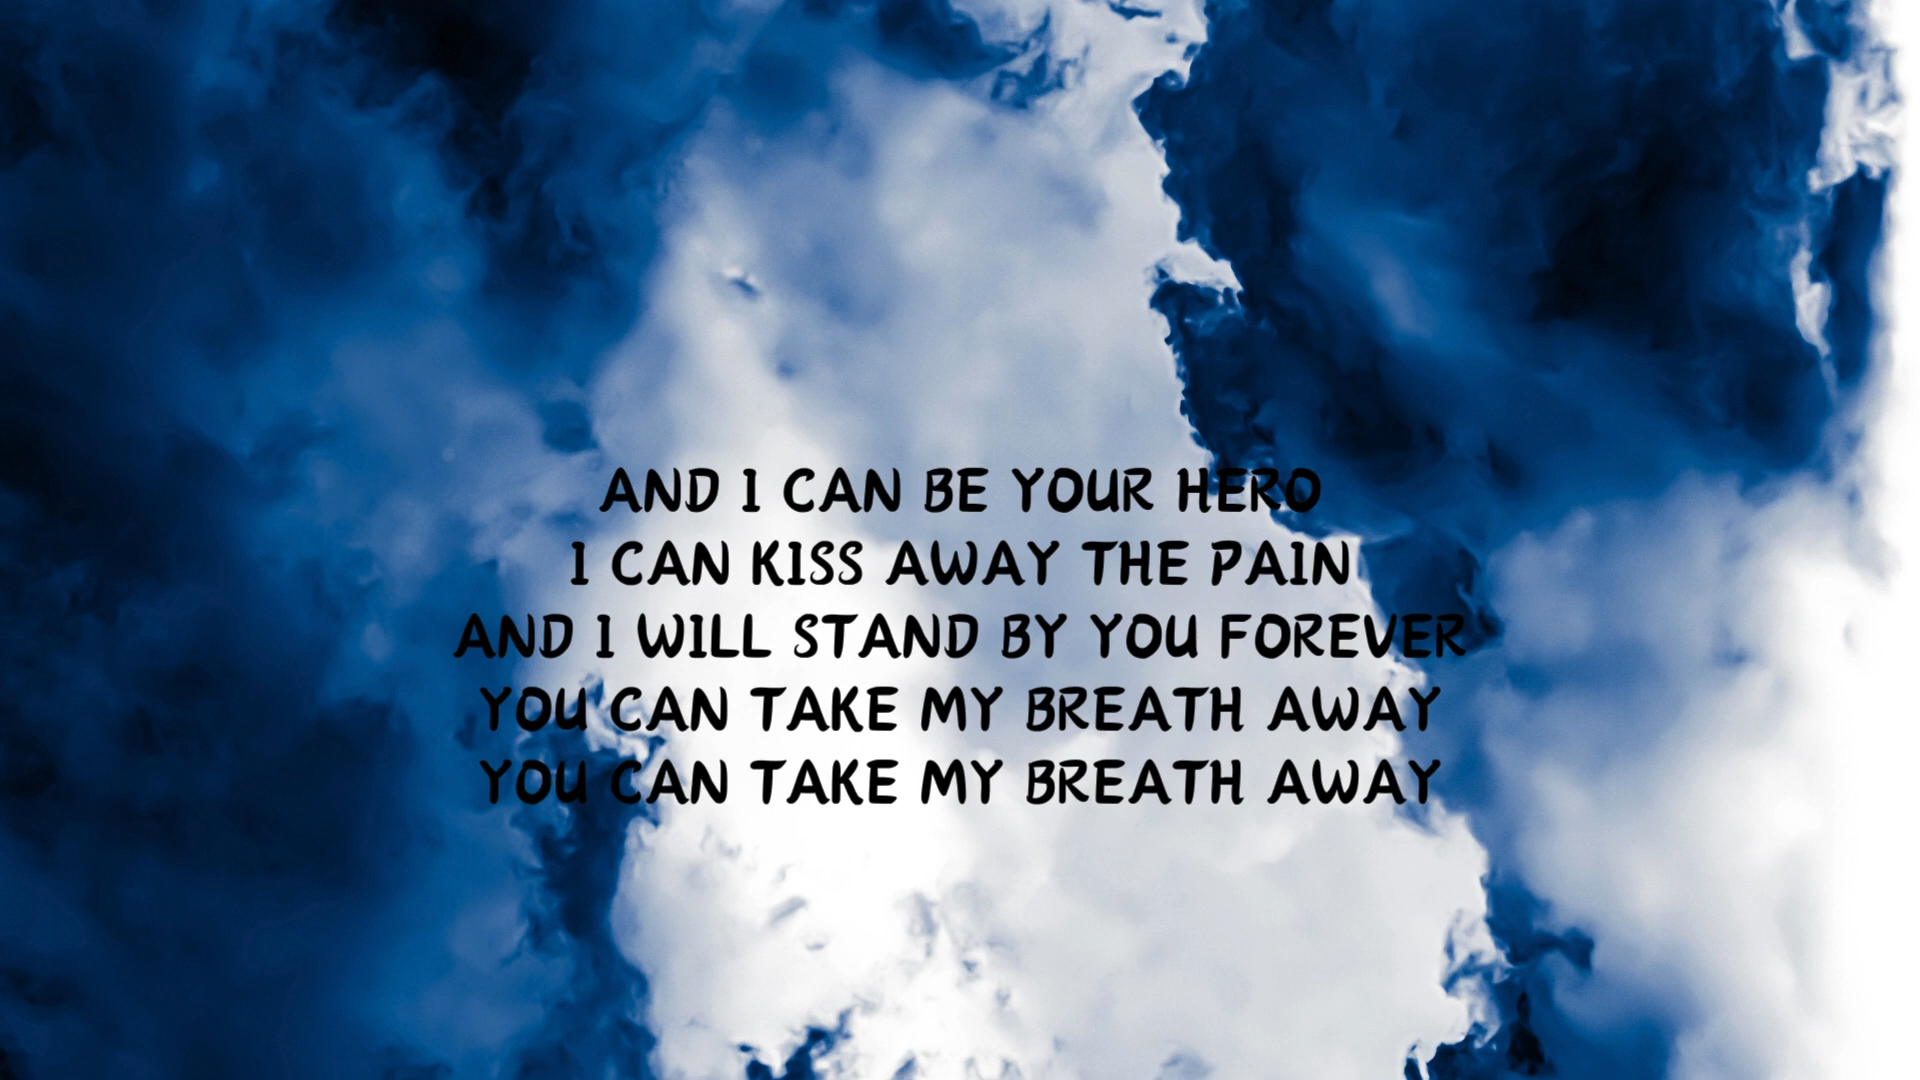 AND I CAN BE YOUR HERO
I CAN KISS AWAY THE PAIN
AND I WILL STAND BY YOU FOREVER
YOU CAN TAKE MY BREATH AWAY
YOU CAN TAKE MY BREATH AWAY